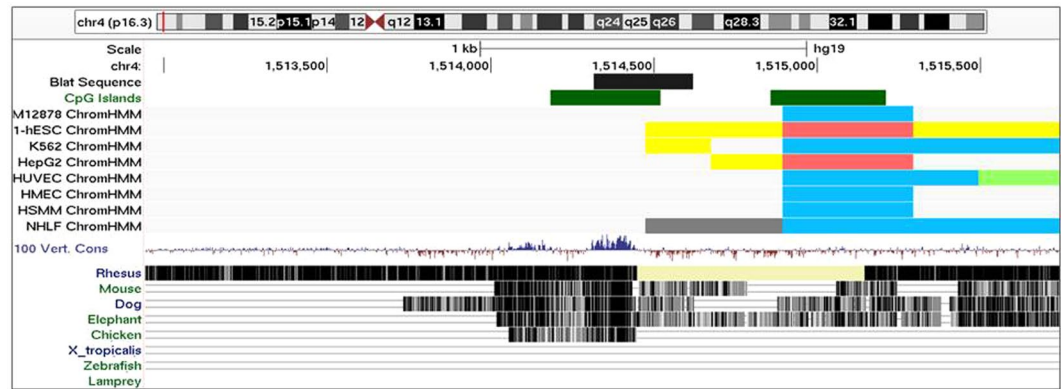 chr4 (p16.3) 15.2 p15.1 p14 12 q12 13.1 q24 q25 q26 q28.3 32.1
Scale 1 kb hg19
chr4: 1,513,500 1,514,000 1,514,500 1,515,000 1,515,500
Blat Sequence
CpG Islands
M12878 ChromHMM
1-hESC ChromHMM
K562 ChromHMM
HepG2 ChromHMM
HUVEC ChromHMM
HMEC ChromHMM
HSMM ChromHMM
NHLF ChromHMM
100 Vert. Cons
Rhesus
Mouse
Dog
Elephant
Chicken
X_tropicalis
Zebrafish
Lamprey